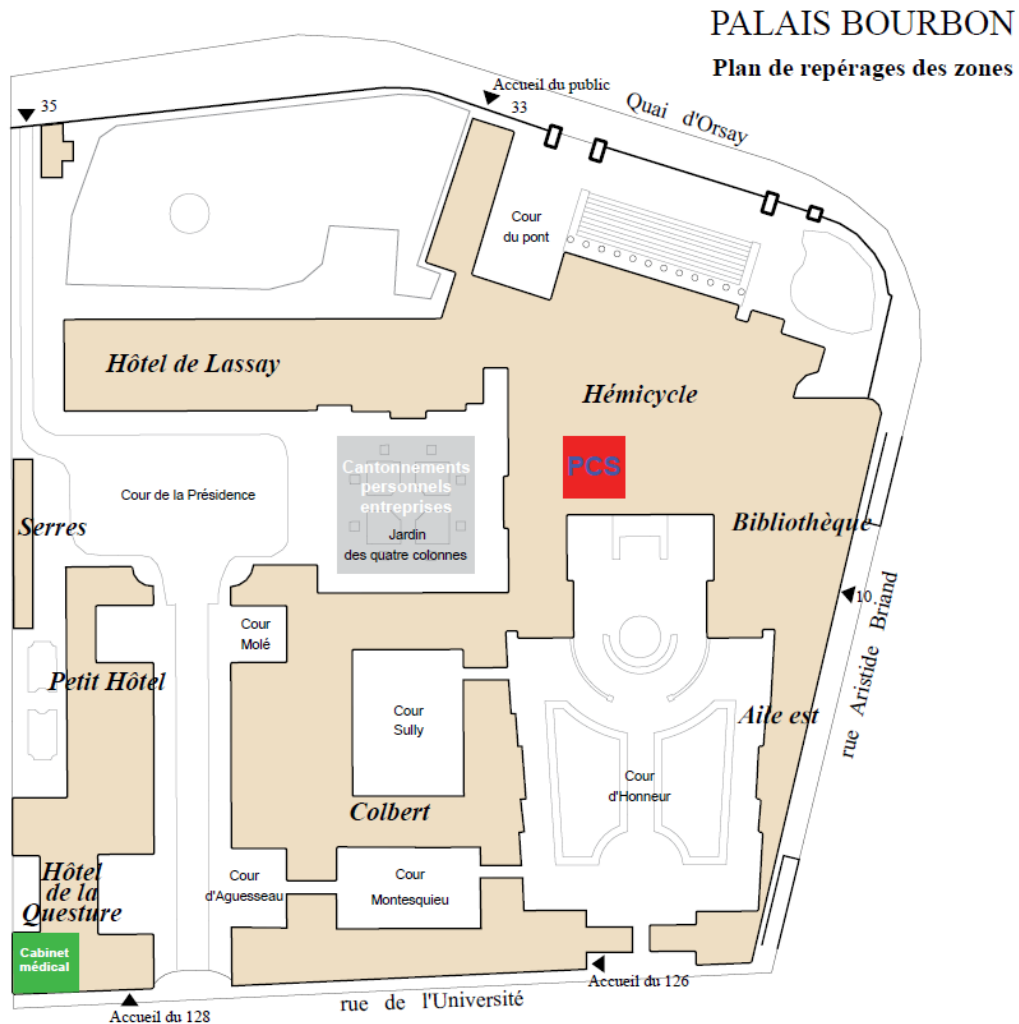 PALAIS BOURBON
Plan de repérages des zones
Accueil du public
35
33
Quai d'Orsay
Cour
du pont
Hôtel de Lassay
Hémicycle
Cantonnements
personnels
entreprises
PCS
Cour de la Présidence
Jardin
des quatre colonnes
Serres
Bibliothèque
10
rue Aristide Briand
Cour
Molé
Petit Hôtel
Cour
Sully
Aile est
Cour
d'Honneur
Colbert
Hôtel
de la
Questure
Cour
d'Aguesseau
Cour
Montesquieu
Cabinet
médical
Accueil du 126
rue de l'Université
Accueil du 128